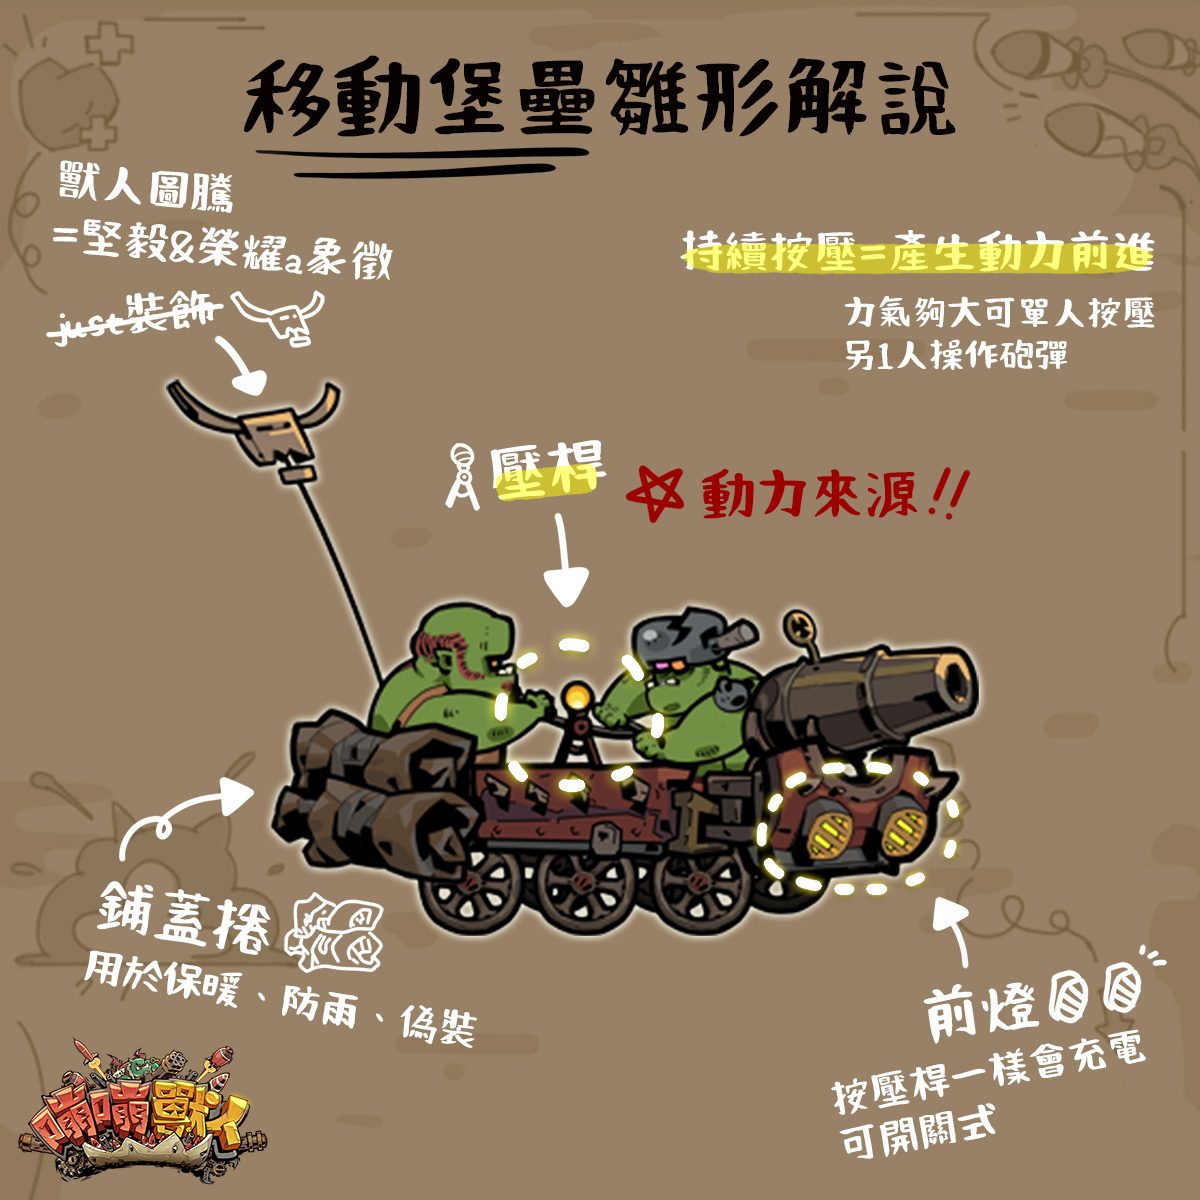 移動堡壘雛形解說
獸人圖騰
=堅毅&榮耀a象徵
just裝飾
持續按壓=產生動力前進
力氣夠大可單人按壓
另1人操作砲彈
壓桿
動力來源!!
鋪蓋捲
用於保暖、防雨、偽裝
前燈
按壓桿一樣會充電
可開關式
嘣嘣獸人